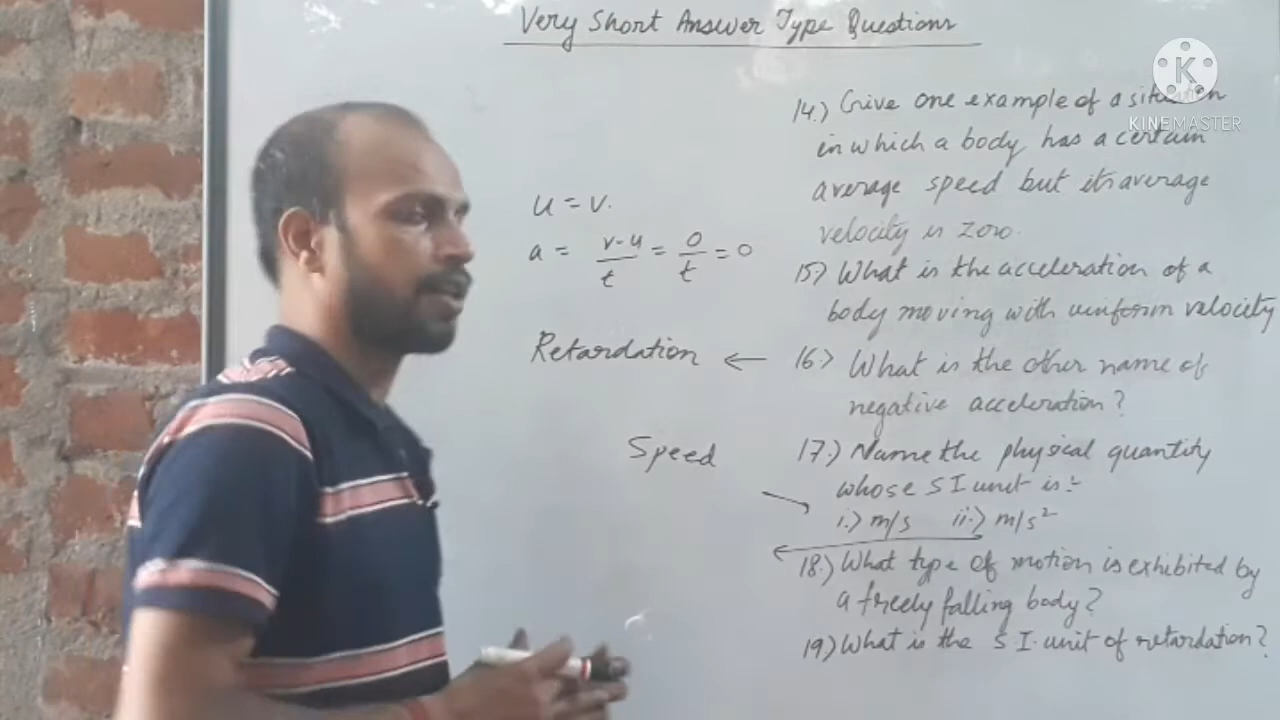 Very Short Answer Type Questions
KINEMASTER
14.) Give one example of a situation
in which a body has a certain
average speed but its average
velocity is zero.
u = v.
a = v-u/t = 0/t = 0
15) What is the acceleration of a
body moving with uniform velocity
Retardation ← 16.) What is the other name of
negative acceleration?
Speed
17.) Name the physical quantity
whose S I unit is :-
i.) m/s ii.) m/s²
18.) What type of motion is exhibited by
a freely falling body?
19) What is the S I unit of retardation?